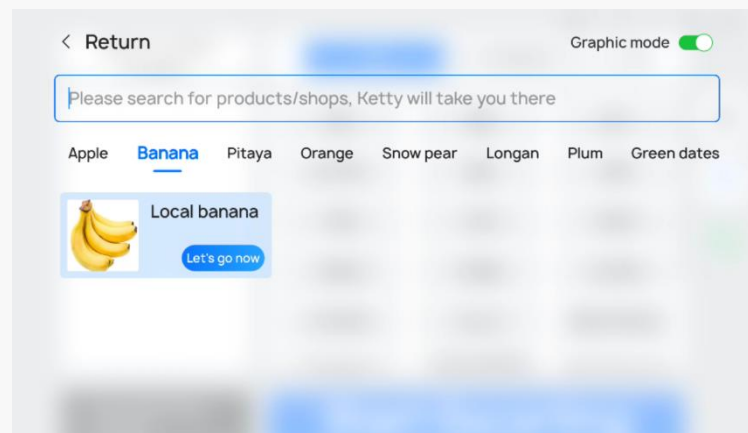 Return
Graphic mode
Please search for products/shops, Ketty will take you there
Apple Banana Pitaya Orange Snow pear Longan Plum Green dates
Local banana
Let's go now